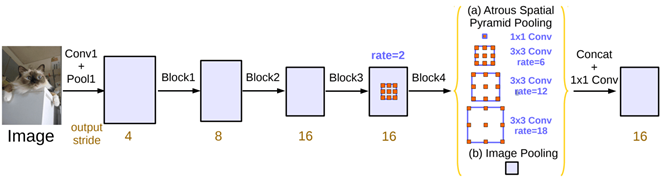 Conv1
+
Pool1
Image
output
stride
4
Block1
8
Block2
16
Block3
rate=2
16
Block4
(a) Atrous Spatial
Pyramid Pooling
1x1 Conv
3x3 Conv
rate=6
3x3 Conv
rate=12
3x3 Conv
rate=18
(b) Image Pooling
Concat
+
1x1 Conv
16